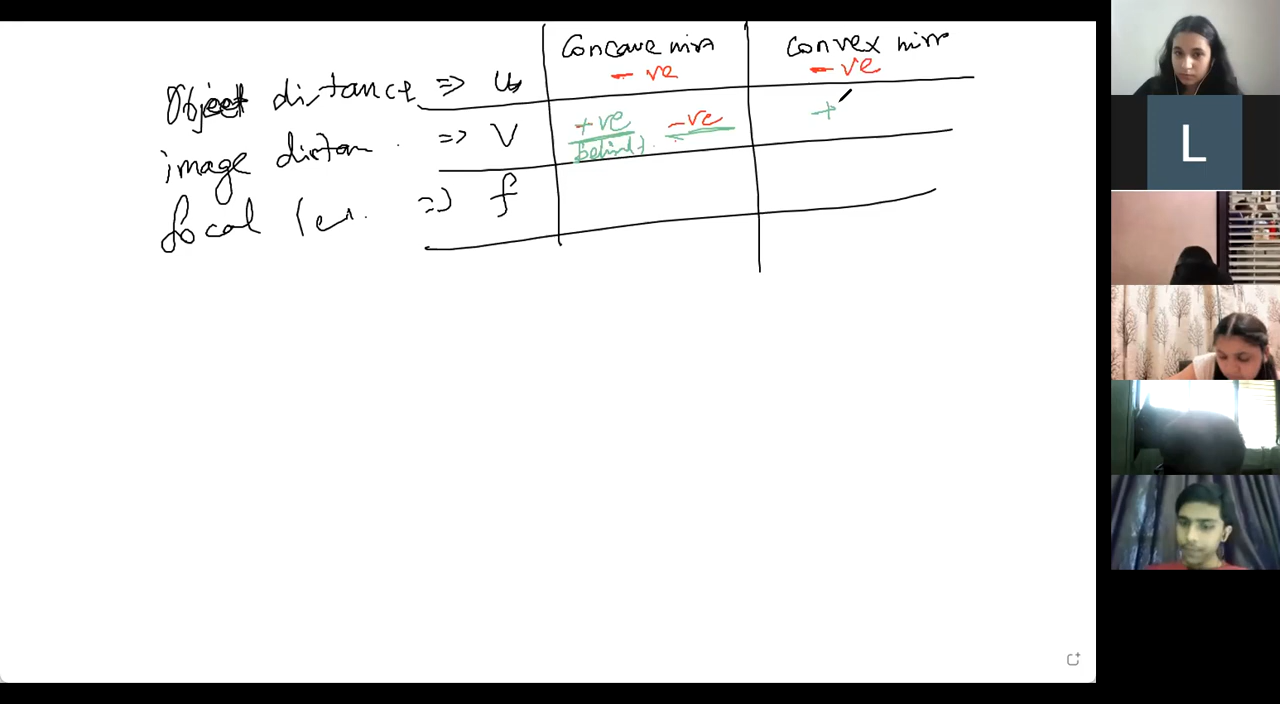 Concave mirr convex mirr
Object distance => u - ve - ve
image distan => V +ve -ve +
behind
focal len. => f
L